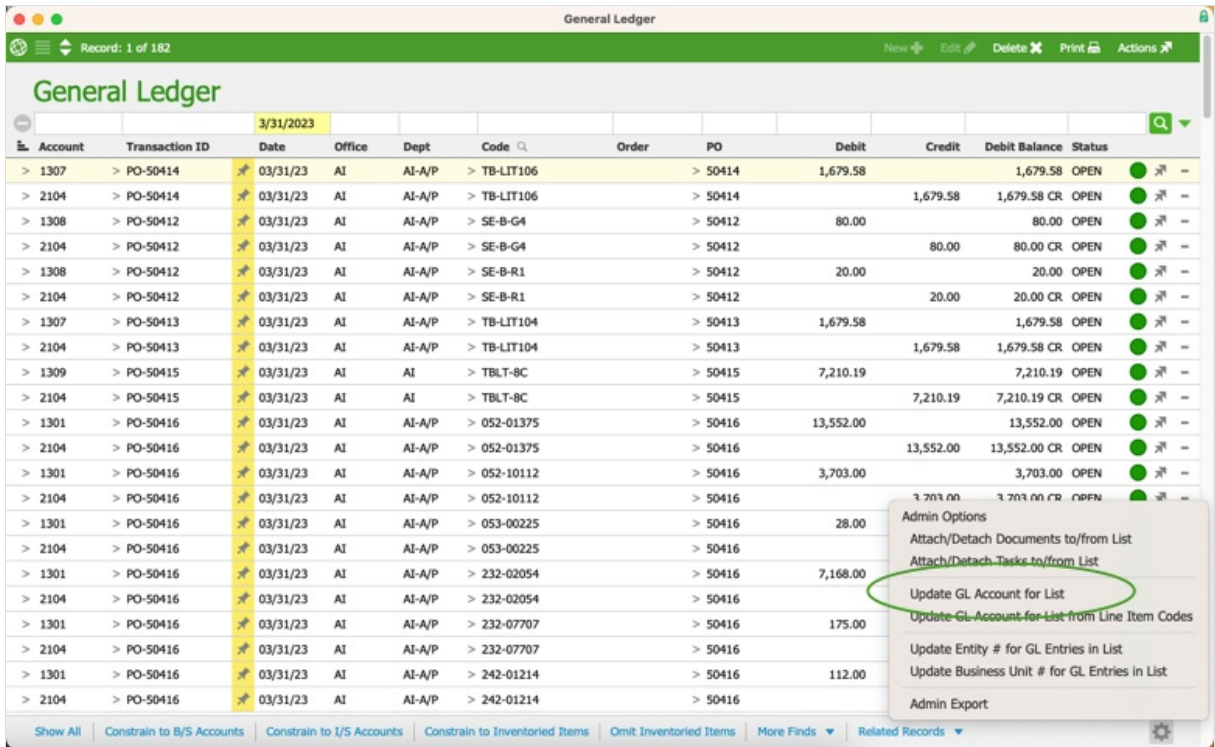 General Ledger
Record: 1 of 182 New Edit Delete Print Actions
General Ledger
3/31/2023
Account Transaction ID Date Office Dept Code Order PO Debit Credit Debit Balance Status
> 1307 > PO-50414 03/31/23 AI AI-A/P > TB-LIT106 > 50414 1,679.58 1,679.58 OPEN
> 2104 > PO-50414 03/31/23 AI AI-A/P > TB-LIT106 > 50414 1,679.58 1,679.58 CR OPEN
> 1308 > PO-50412 03/31/23 AI AI-A/P > SE-B-G4 > 50412 80.00 80.00 OPEN
> 2104 > PO-50412 03/31/23 AI AI-A/P > SE-B-G4 > 50412 80.00 80.00 CR OPEN
> 1308 > PO-50412 03/31/23 AI AI-A/P > SE-B-R1 > 50412 20.00 20.00 OPEN
> 2104 > PO-50412 03/31/23 AI AI-A/P > SE-B-R1 > 50412 20.00 20.00 CR OPEN
> 1307 > PO-50413 03/31/23 AI AI-A/P > TB-LIT104 > 50413 1,679.58 1,679.58 OPEN
> 2104 > PO-50413 03/31/23 AI AI-A/P > TB-LIT104 > 50413 1,679.58 1,679.58 CR OPEN
> 1309 > PO-50415 03/31/23 AI AI > TBLT-8C > 50415 7,210.19 7,210.19 OPEN
> 2104 > PO-50415 03/31/23 AI AI > TBLT-8C > 50415 7,210.19 7,210.19 CR OPEN
> 1301 > PO-50416 03/31/23 AI AI-A/P > 052-01375 > 50416 13,552.00 13,552.00 OPEN
> 2104 > PO-50416 03/31/23 AI AI-A/P > 052-01375 > 50416 13,552.00 13,552.00 CR OPEN
> 1301 > PO-50416 03/31/23 AI AI-A/P > 052-10112 > 50416 3,703.00 3,703.00 OPEN
> 2104 > PO-50416 03/31/23 AI AI-A/P > 052-10112 > 50416 3,703.00 3,703.00 CR OPEN
> 1301 > PO-50416 03/31/23 AI AI-A/P > 053-00225 > 50416 28.00
> 2104 > PO-50416 03/31/23 AI AI-A/P > 053-00225 > 50416
> 1301 > PO-50416 03/31/23 AI AI-A/P > 232-02054 > 50416 7,168.00
> 2104 > PO-50416 03/31/23 AI AI-A/P > 232-02054 > 50416
> 1301 > PO-50416 03/31/23 AI AI-A/P > 232-07707 > 50416 175.00
> 2104 > PO-50416 03/31/23 AI AI-A/P > 232-07707 > 50416
> 1301 > PO-50416 03/31/23 AI AI-A/P > 242-01214 > 50416 112.00
> 2104 > PO-50416 03/31/23 AI AI-A/P > 242-01214 > 50416
Admin Options
Attach/Detach Documents to/from List
Attach/Detach Tasks to/from List
Update GL Account for List
Update GL Account for List from Line Item Codes
Update Entity # for GL Entries in List
Update Business Unit # for GL Entries in List
Admin Export
Show All Constrain to B/S Accounts Constrain to I/S Accounts Constrain to Inventoried Items Omit Inventoried Items More Finds Related Records